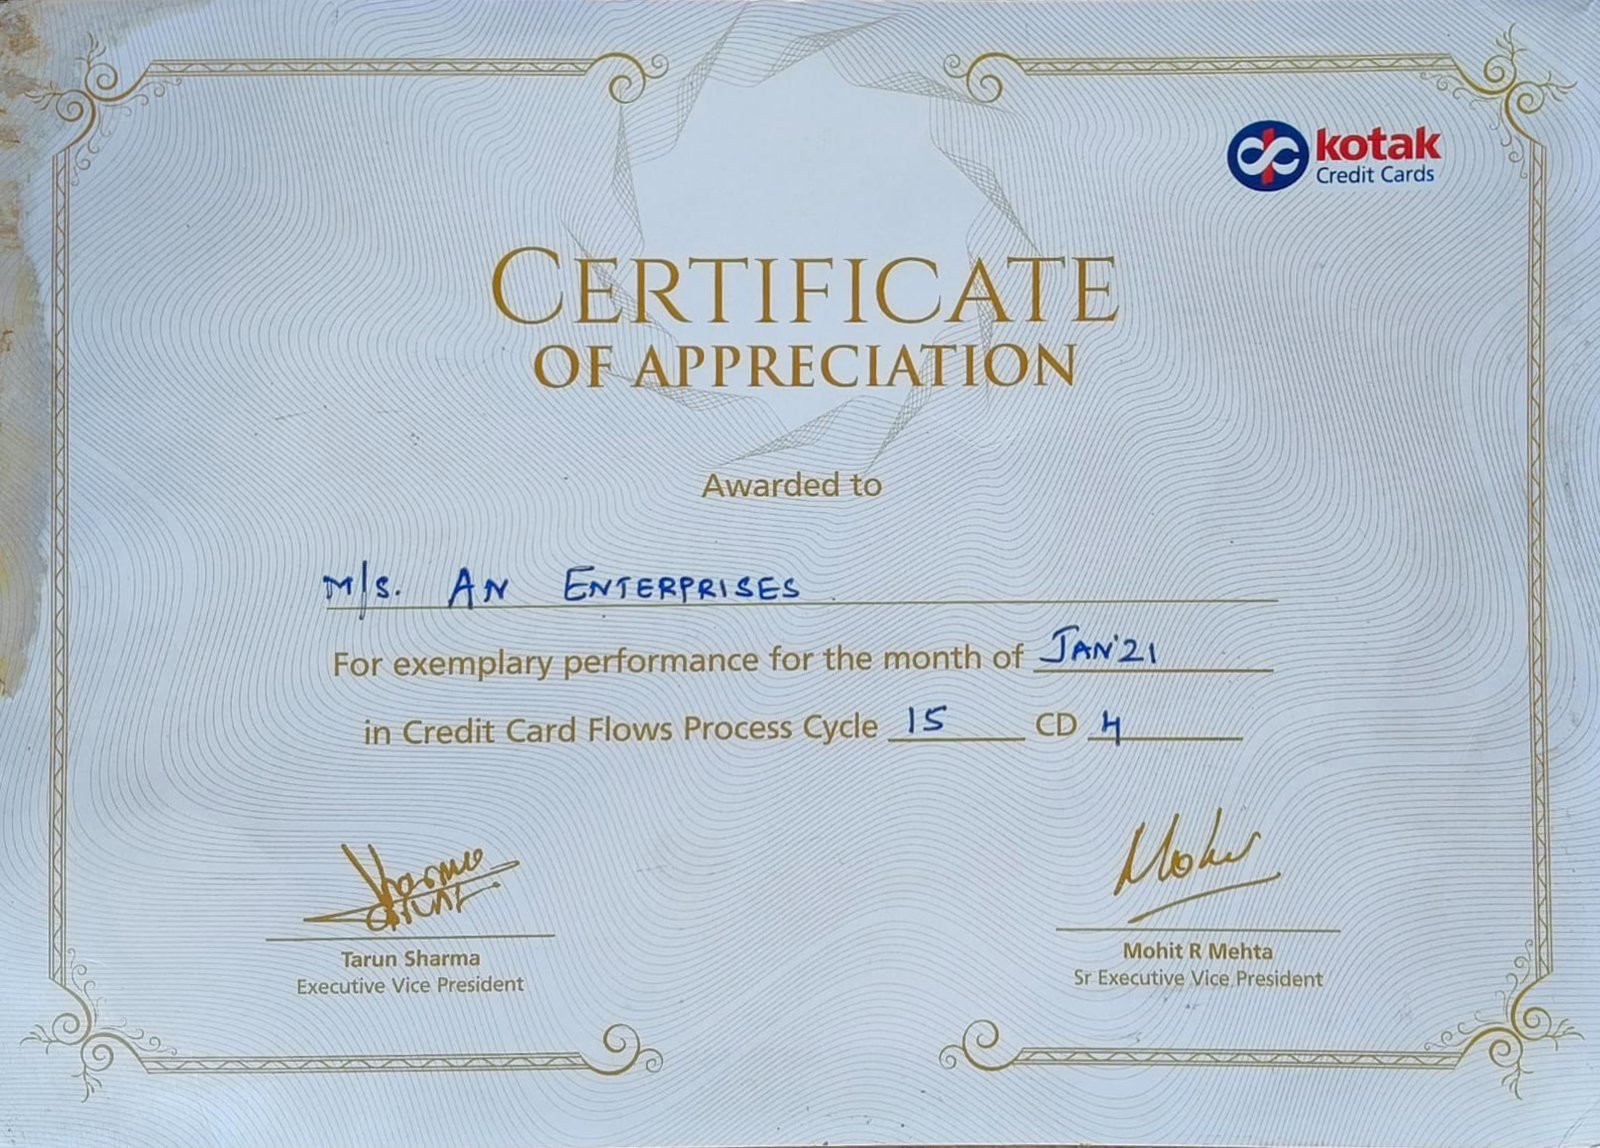 kotak
Credit Cards
CERTIFICATE
OF APPRECIATION
Awarded to
M/s. AN ENTERPRISES
For exemplary performance for the month of JAN'21
in Credit Card Flows Process Cycle 15 CD 4
Tarun Sharma
Executive Vice President
Mohit R Mehta
Sr Executive Vice President